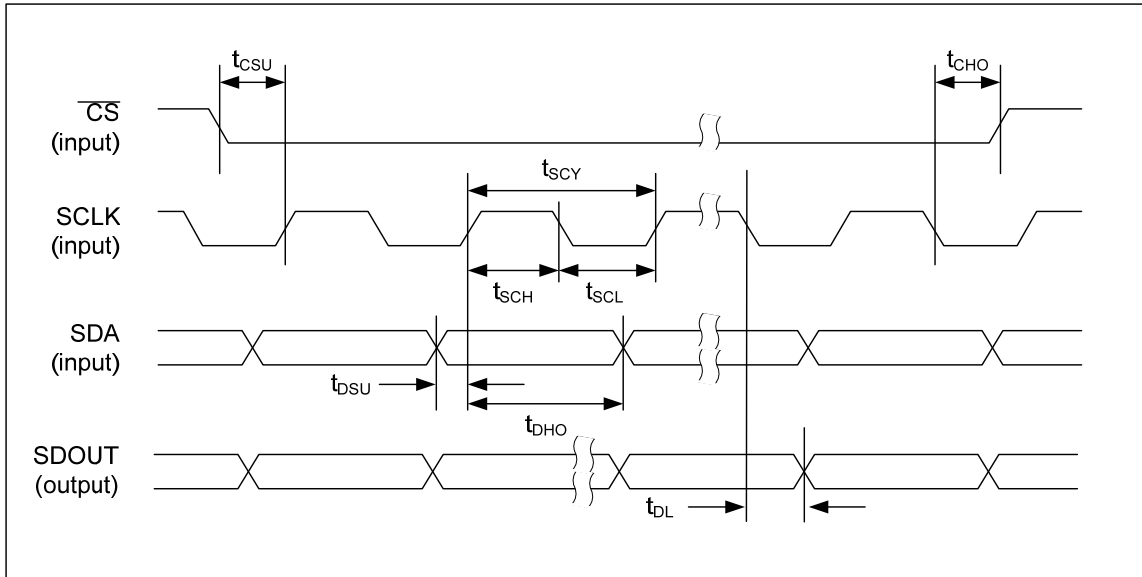 tCSU
tCHO
CS
(input)
tSCY
SCLK
(input)
tSCH
tSCL
SDA
(input)
tDSU
tDHO
SDOUT
(output)
tDL